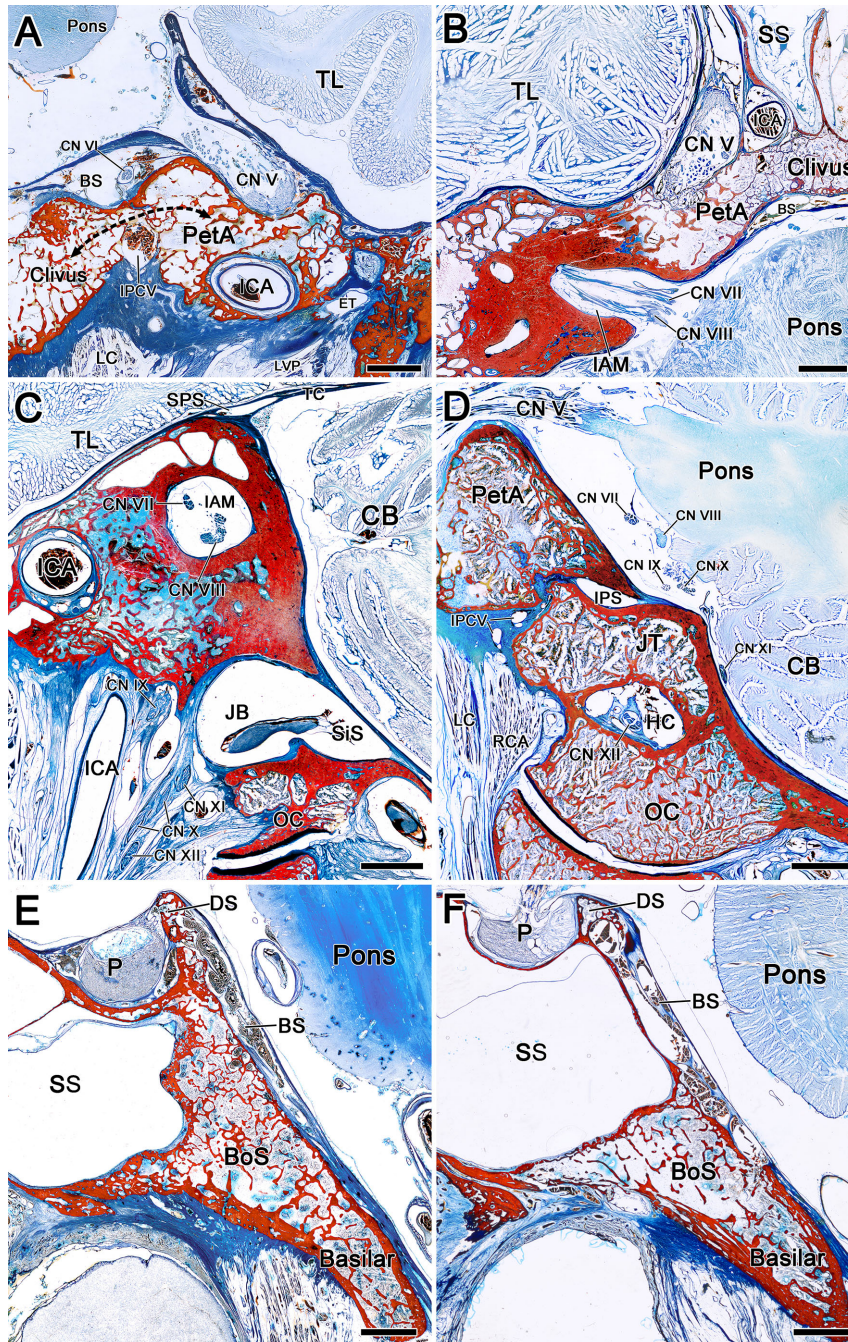 A
Pons
TL
CN VI
BS
CN V
PetA
Clivus
IPCV
ICA
ET
LC
LVP
B
SS
TL
ICA
CN V
Clivus
PetA
BS
CN VII
CN VIII
IAM
Pons
C
SPS
TC
TL
CN VII
IAM
CB
ICA
CN VIII
CN IX
JB
SiS
ICA
CN XI
CN X
OC
CN XII
D
CN V
Pons
PetA
CN VII
CN VIII
CN IX
CN X
IPS
IPCV
JT
CN XI
CB
LC
HC
RCA
CN XII
OC
E
DS
P
Pons
BS
SS
BoS
Basilar
F
DS
P
Pons
BS
SS
BoS
Basilar